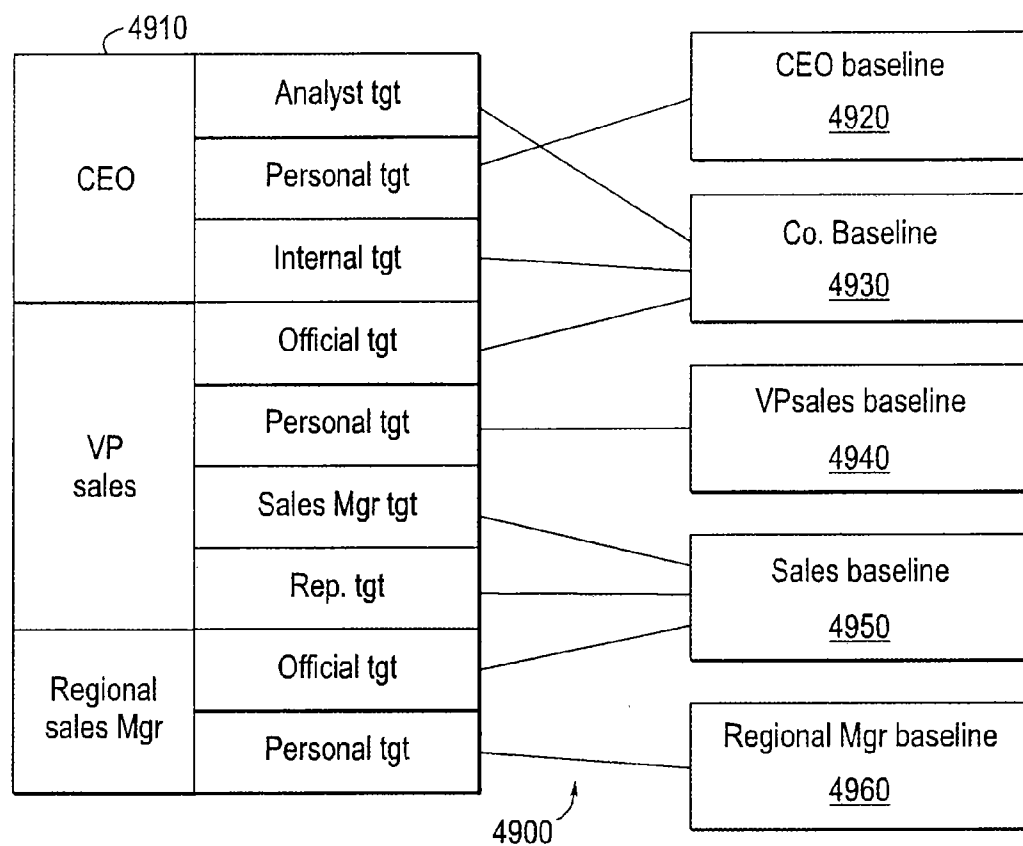 4910
CEO
Analyst tgt
Personal tgt
Internal tgt
VP
sales
Official tgt
Personal tgt
Sales Mgr tgt
Rep. tgt
Regional
sales Mgr
Official tgt
Personal tgt
CEO baseline
4920
Co. Baseline
4930
VPsales baseline
4940
Sales baseline
4950
Regional Mgr baseline
4960
4900